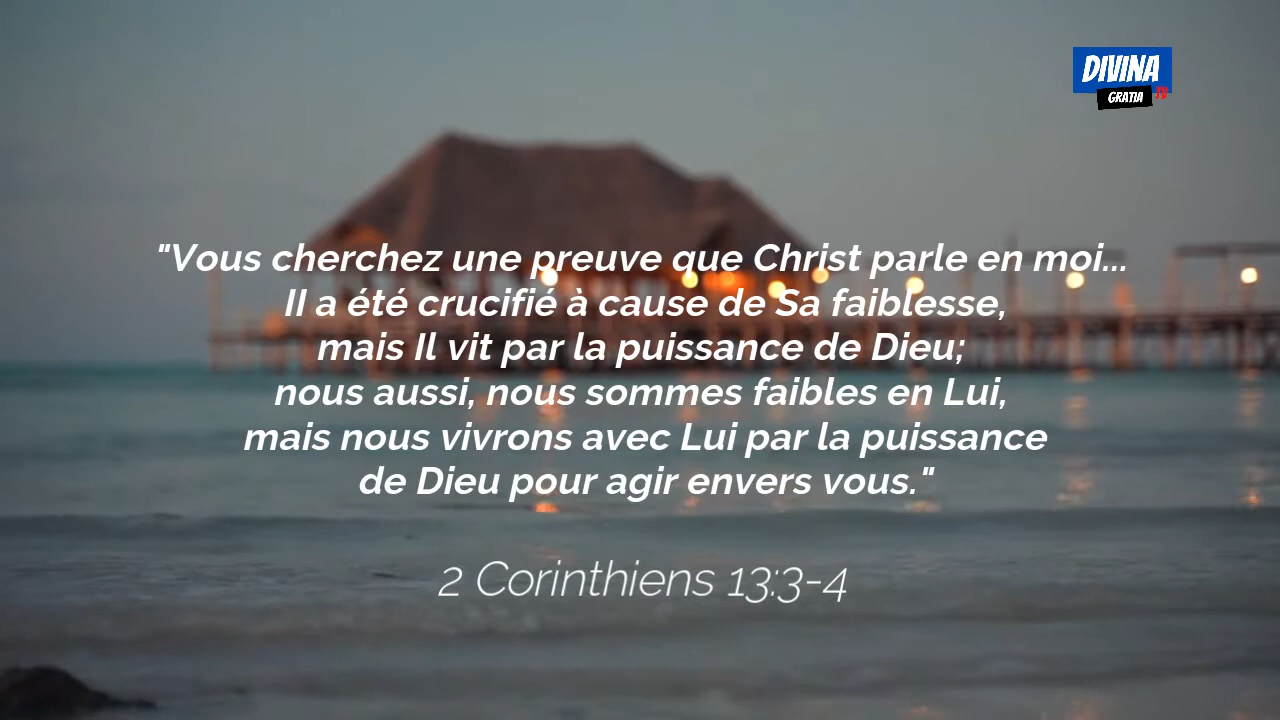 DIVINA
GRATIA TV
"Vous cherchez une preuve que Christ parle en moi...
Il a été crucifié à cause de Sa faiblesse,
mais Il vit par la puissance de Dieu;
nous aussi, nous sommes faibles en Lui,
mais nous vivrons avec Lui par la puissance
de Dieu pour agir envers vous."
2 Corinthiens 13:3-4